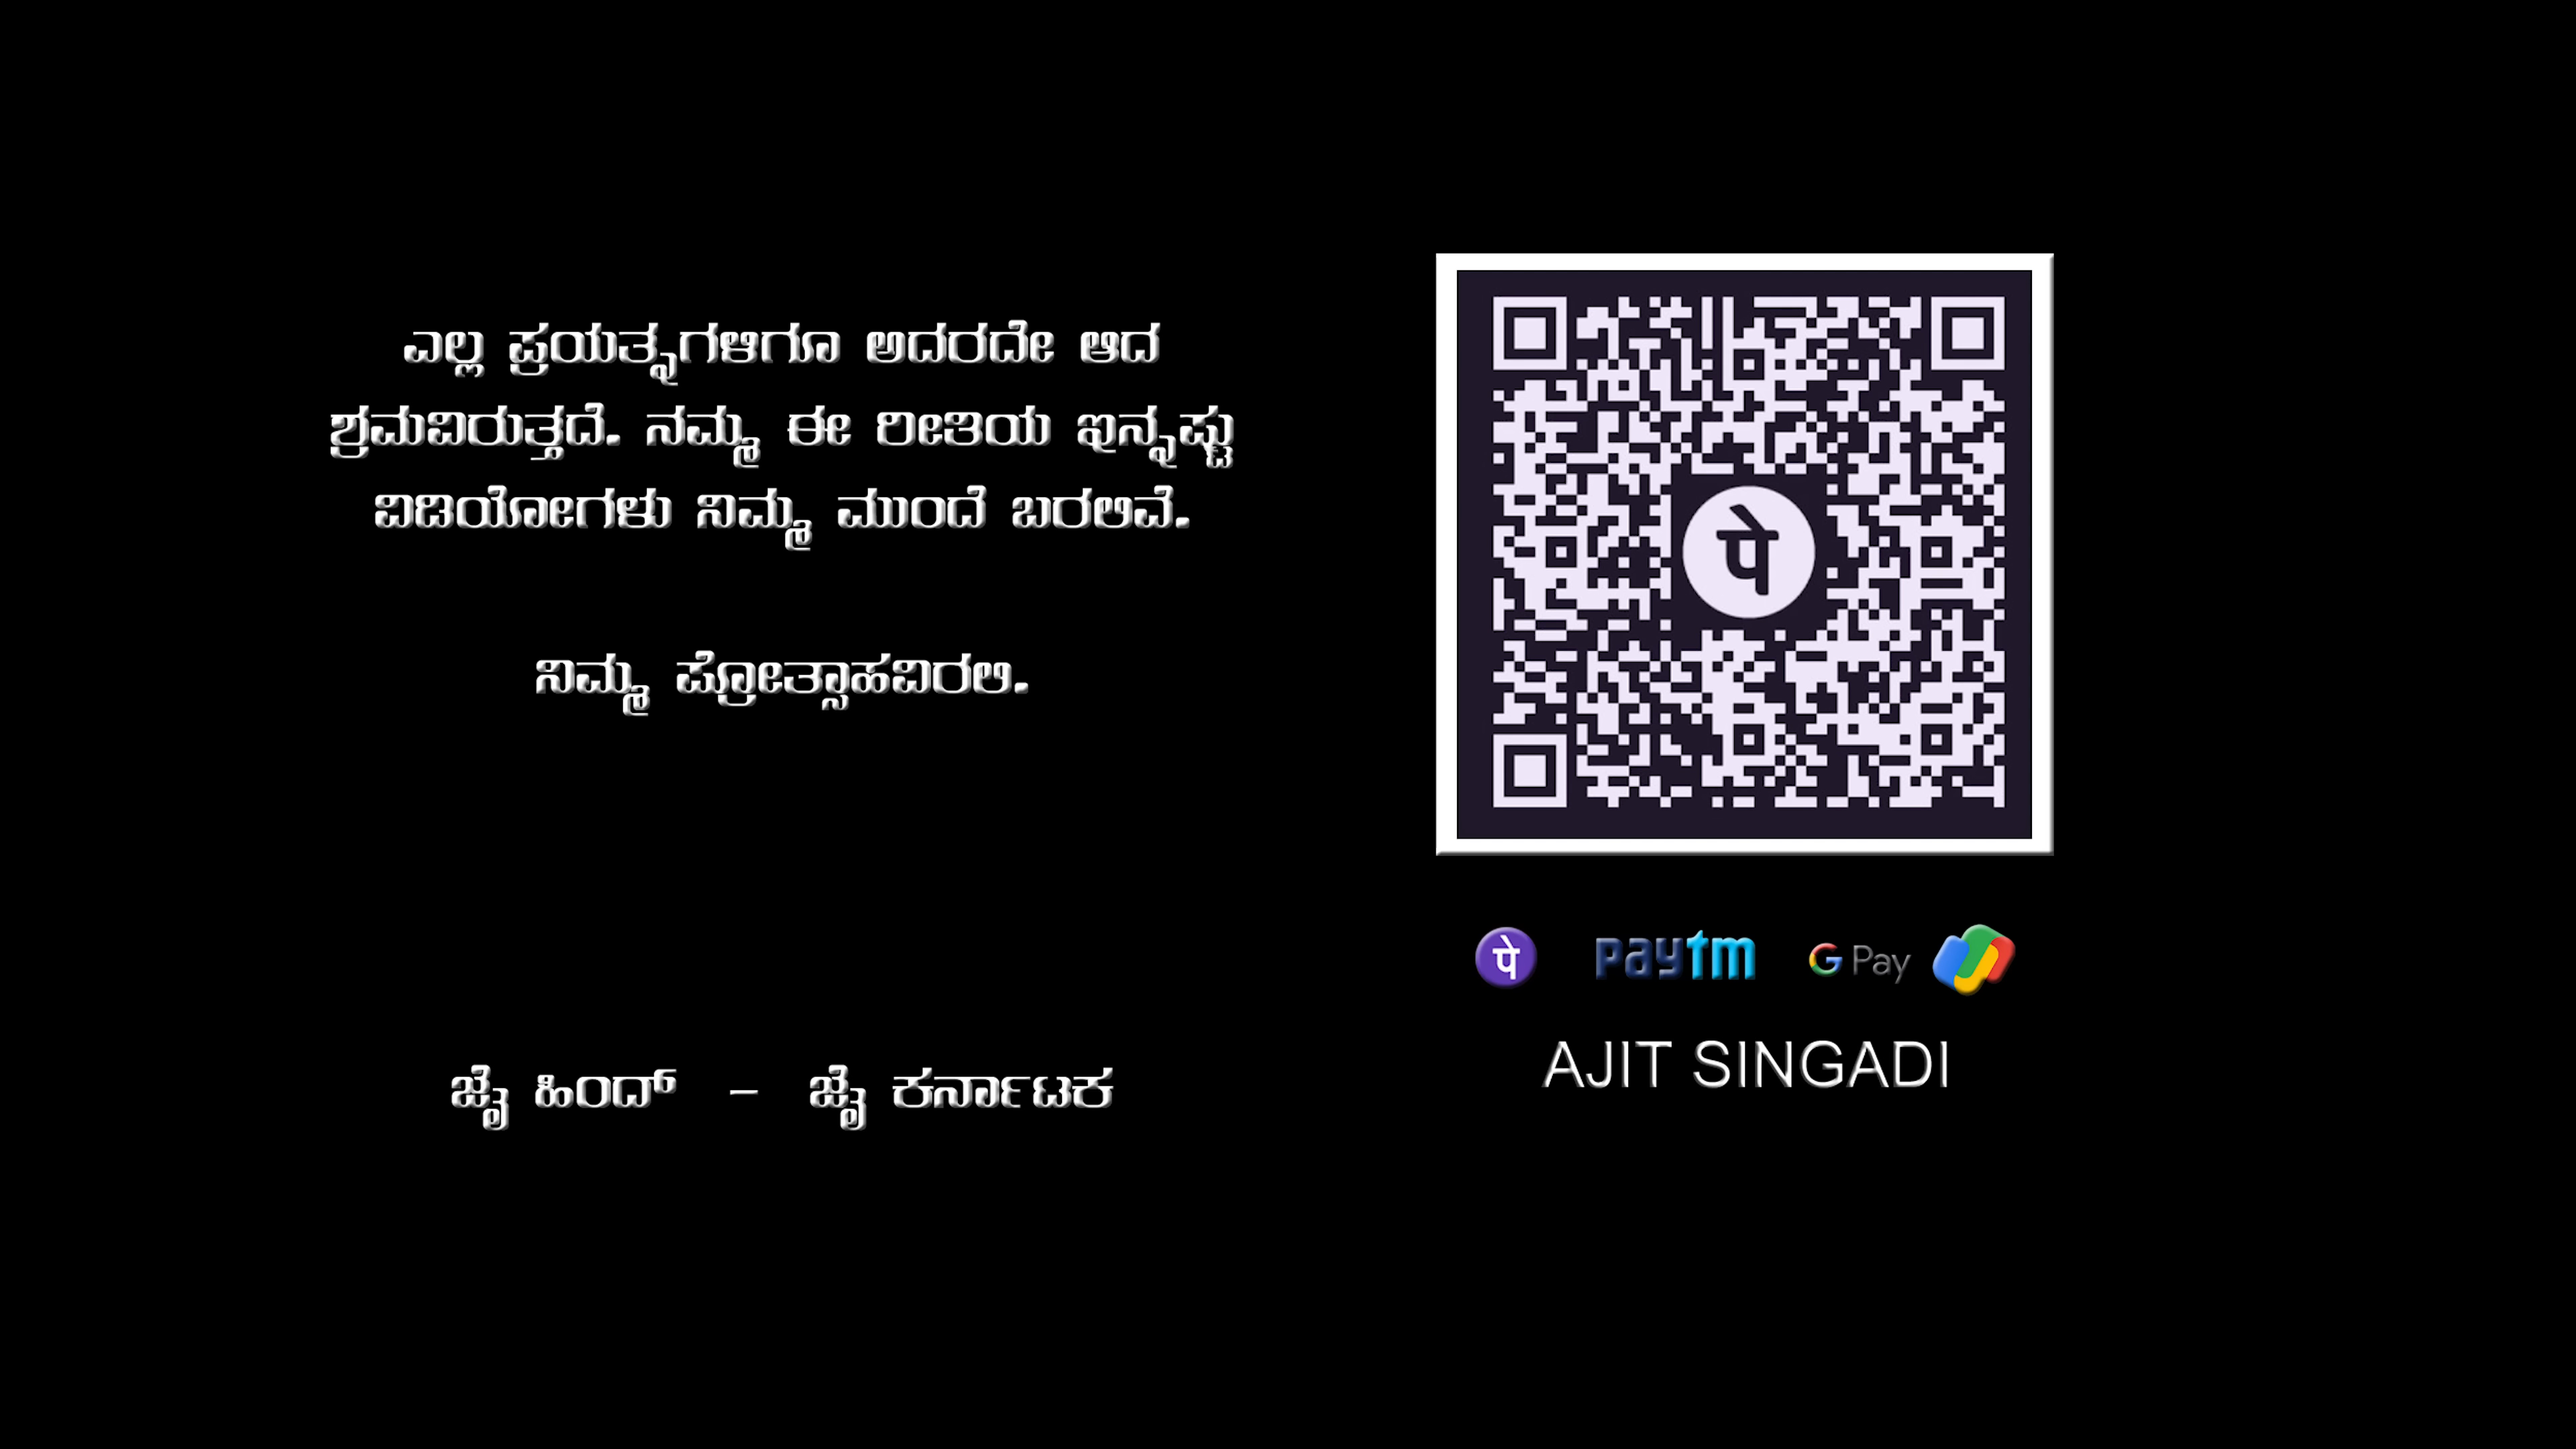 ಎಲ್ಲ ಪ್ರಯತ್ನಗಳಿಗೂ ಅದರದೇ ಆದ
ಶ್ರಮವಿರುತ್ತದೆ. ನಮ್ಮ ಈ ರೀತಿಯ ಇನ್ನಷ್ಟು
ವಿಡಿಯೋಗಳು ನಿಮ್ಮ ಮುಂದೆ ಬರಲಿವೆ.
ನಿಮ್ಮ ಪ್ರೋತ್ಸಾಹವಿರಲಿ.
ಜೈ ಹಿಂದ್ - ಜೈ ಕರ್ನಾಟಕ
पे
पे paytm G Pay
AJIT SINGADI